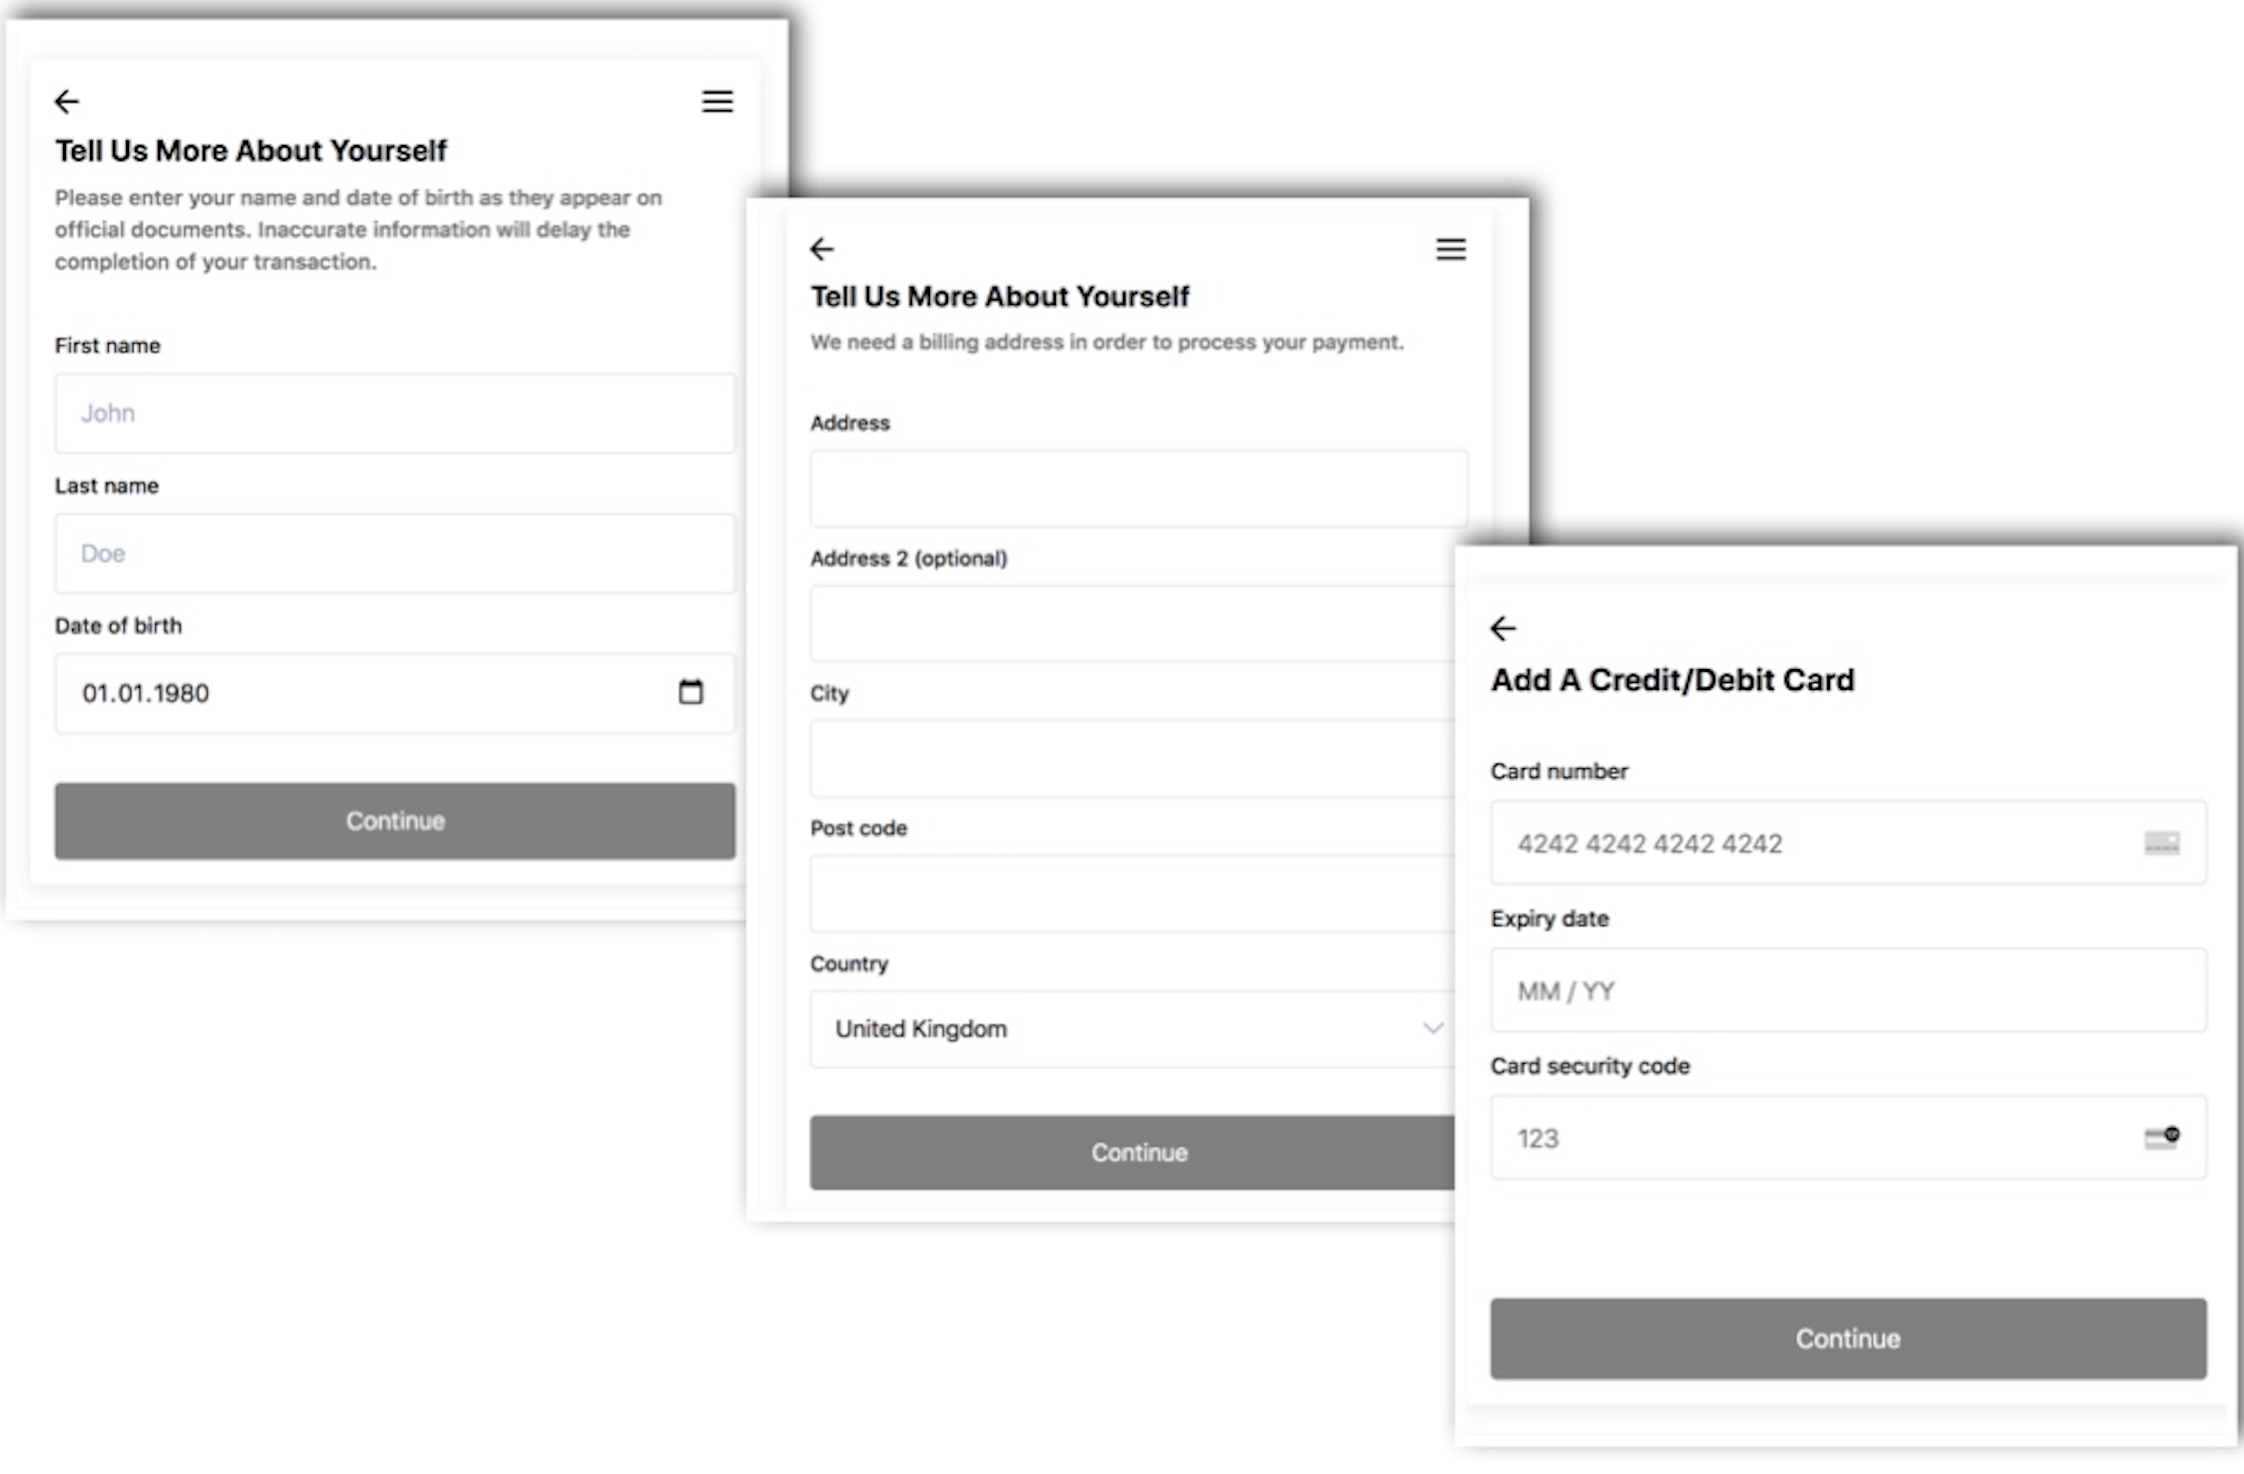 Tell Us More About Yourself
Please enter your name and date of birth as they appear on
official documents. Inaccurate information will delay the
completion of your transaction.
First name
John
Last name
Doe
Date of birth
01.01.1980
Continue
Tell Us More About Yourself
We need a billing address in order to process your payment.
Address
Address 2 (optional)
City
Post code
Country
United Kingdom
Continue
Add A Credit/Debit Card
Card number
4242 4242 4242 4242
Expiry date
MM / YY
Card security code
123
Continue